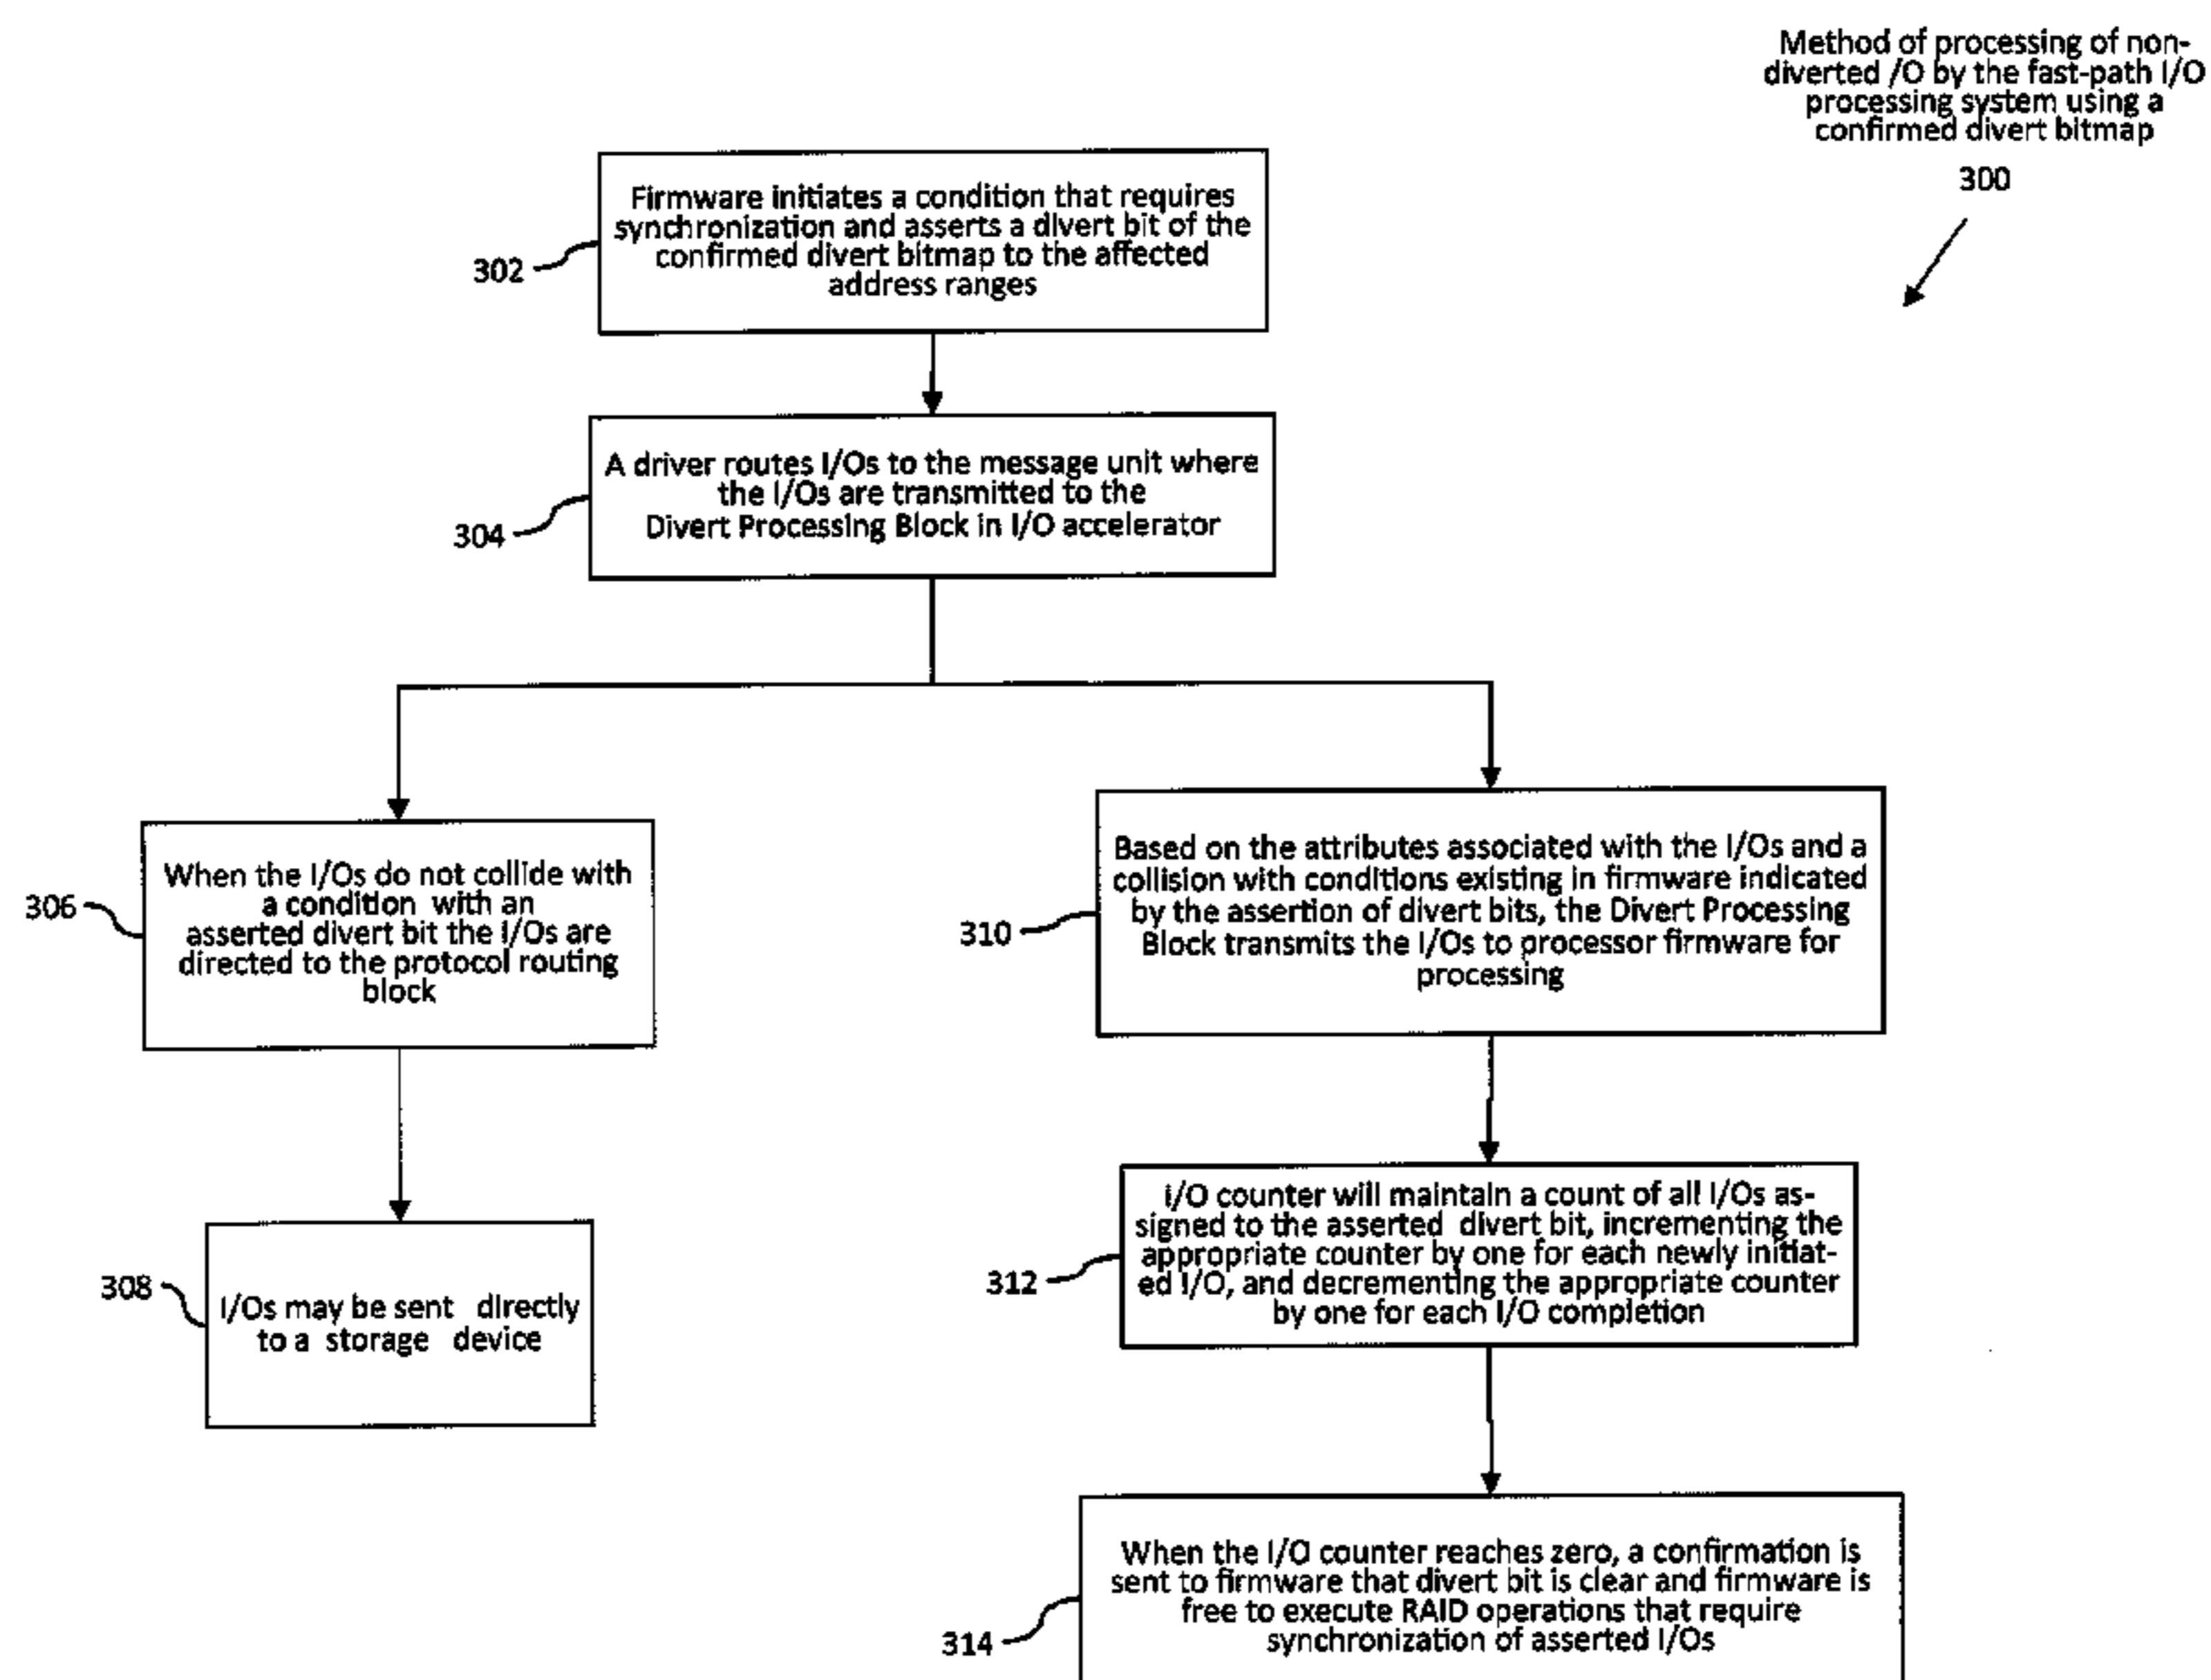 Method of processing of non-
diverted /O by the fast-path I/O
processing system using a
confirmed divert bitmap
300
Firmware initiates a condition that requires
synchronization and asserts a divert bit of the
confirmed divert bitmap to the affected
address ranges
302
A driver routes I/Os to the message unit where
the I/Os are transmitted to the
Divert Processing Block in I/O accelerator
304
When the I/Os do not collide with
a condition with an
asserted divert bit the I/Os are
directed to the protocol routing
block
306
I/Os may be sent directly
to a storage device
308
Based on the attributes associated with the I/Os and a
collision with conditions existing in firmware indicated
by the assertion of divert bits, the Divert Processing
Block transmits the I/Os to processor firmware for
processing
310
I/O counter will maintain a count of all I/Os as-
signed to the asserted divert bit, incrementing the
appropriate counter by one for each newly initiat-
ed I/O, and decrementing the appropriate counter
by one for each I/O completion
312
When the I/O counter reaches zero, a confirmation is
sent to firmware that divert bit is clear and firmware is
free to execute RAID operations that require
synchronization of asserted I/Os
314